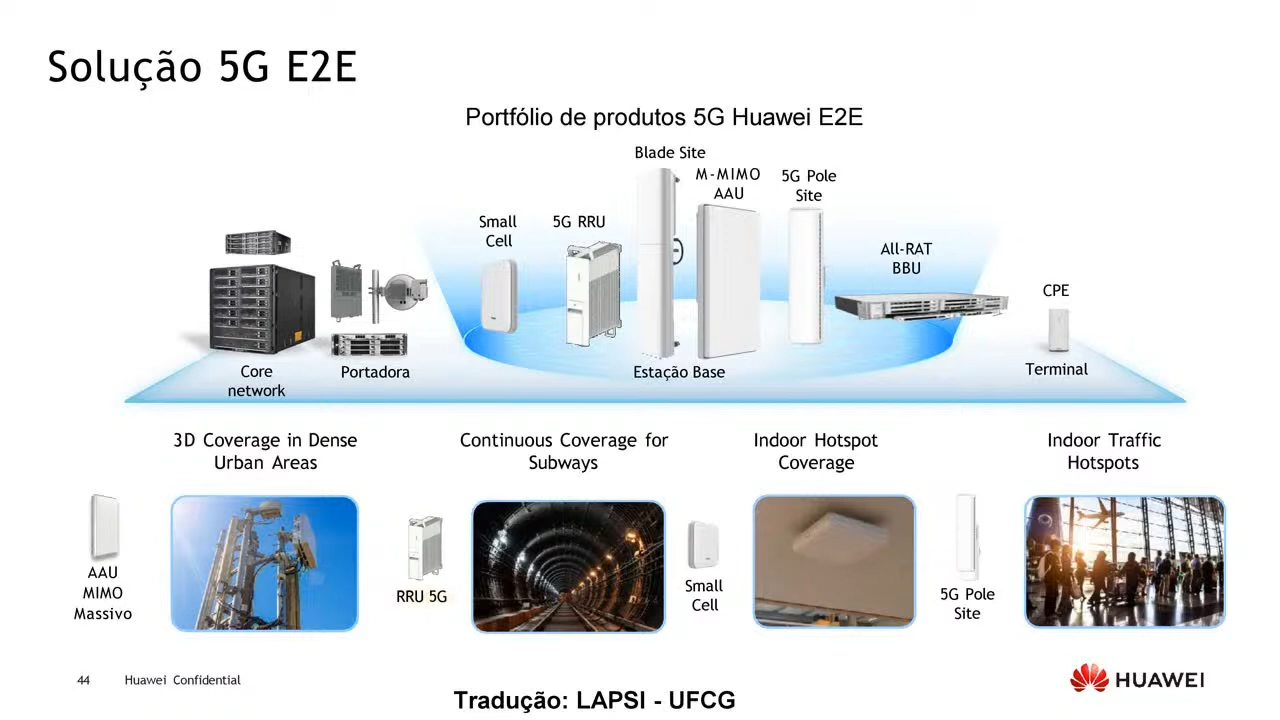 Solução 5G E2E
Portfólio de produtos 5G Huawei E2E
Blade Site
M-MIMO
AAU
5G Pole
Site
Small
Cell
5G RRU
All-RAT
BBU
CPE
Core
network
Portadora
Estação Base
Terminal
3D Coverage in Dense
Urban Areas
Continuous Coverage for
Subways
Indoor Hotspot
Coverage
Indoor Traffic
Hotspots
AAU
MIMO
Massivo
RRU 5G
Small
Cell
5G Pole
Site
44 Huawei Confidential
HUAWEI
Tradução: LAPSI - UFCG